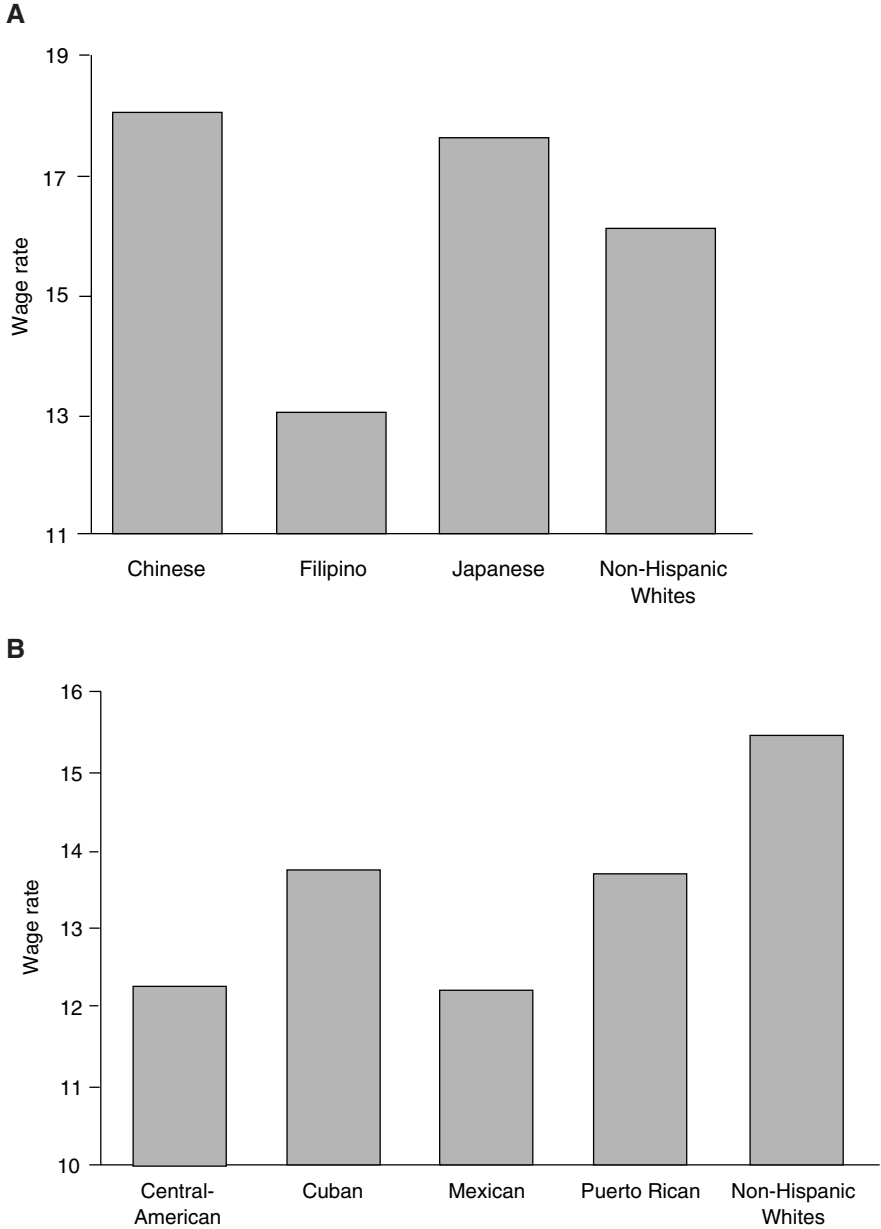 A
19
17
15
13
11
Wage rate
Chinese
Filipino
Japanese
Non-Hispanic
Whites
B
16
15
14
13
12
11
10
Wage rate
Central-
American
Cuban
Mexican
Puerto Rican
Non-Hispanic
Whites